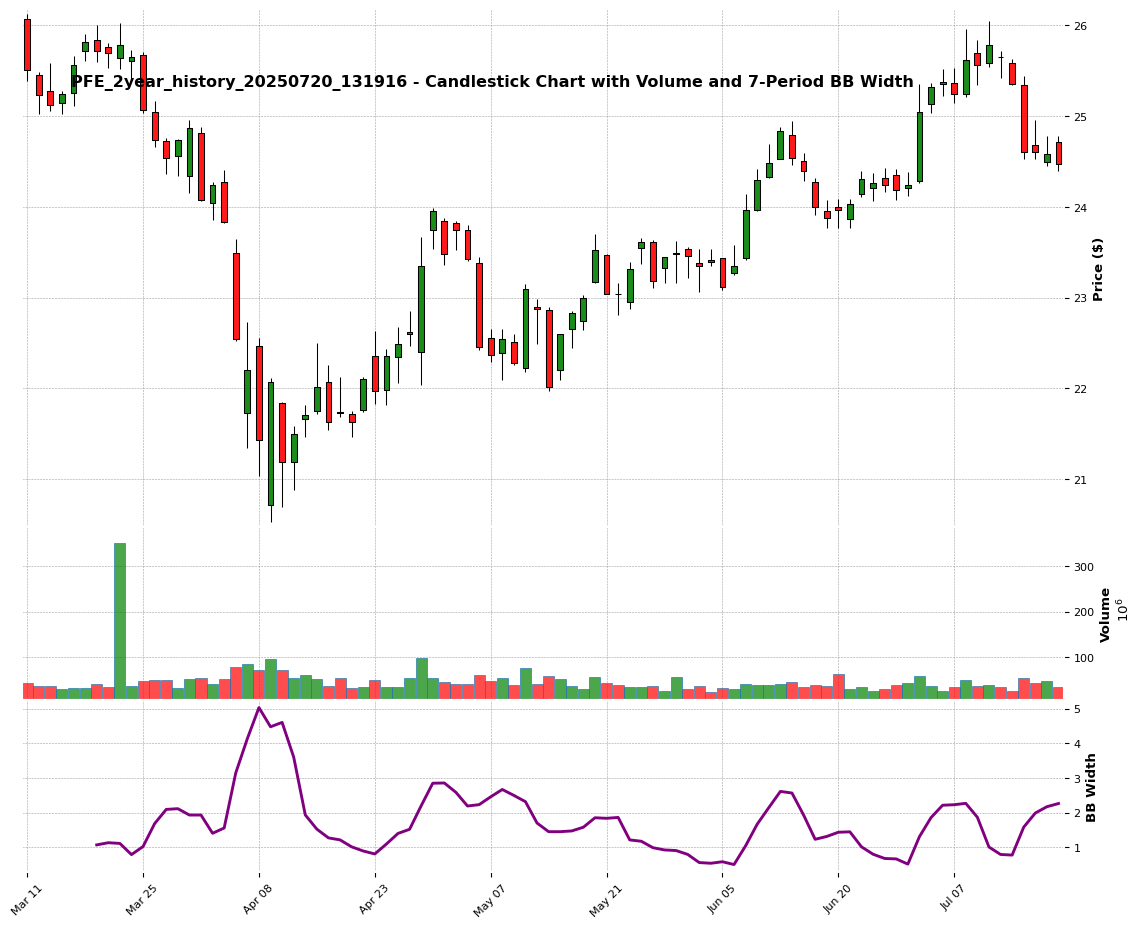 PFE_2year_history_20250720_131916 - Candlestick Chart with Volume and 7-Period BB Width
26
25
24
23
22
21
Price ($)
300
200
100
Volume
10^6
5
4
3
2
1
BB Width
Mar 11
Mar 25
Apr 08
Apr 23
May 07
May 21
Jun 05
Jun 20
Jul 07